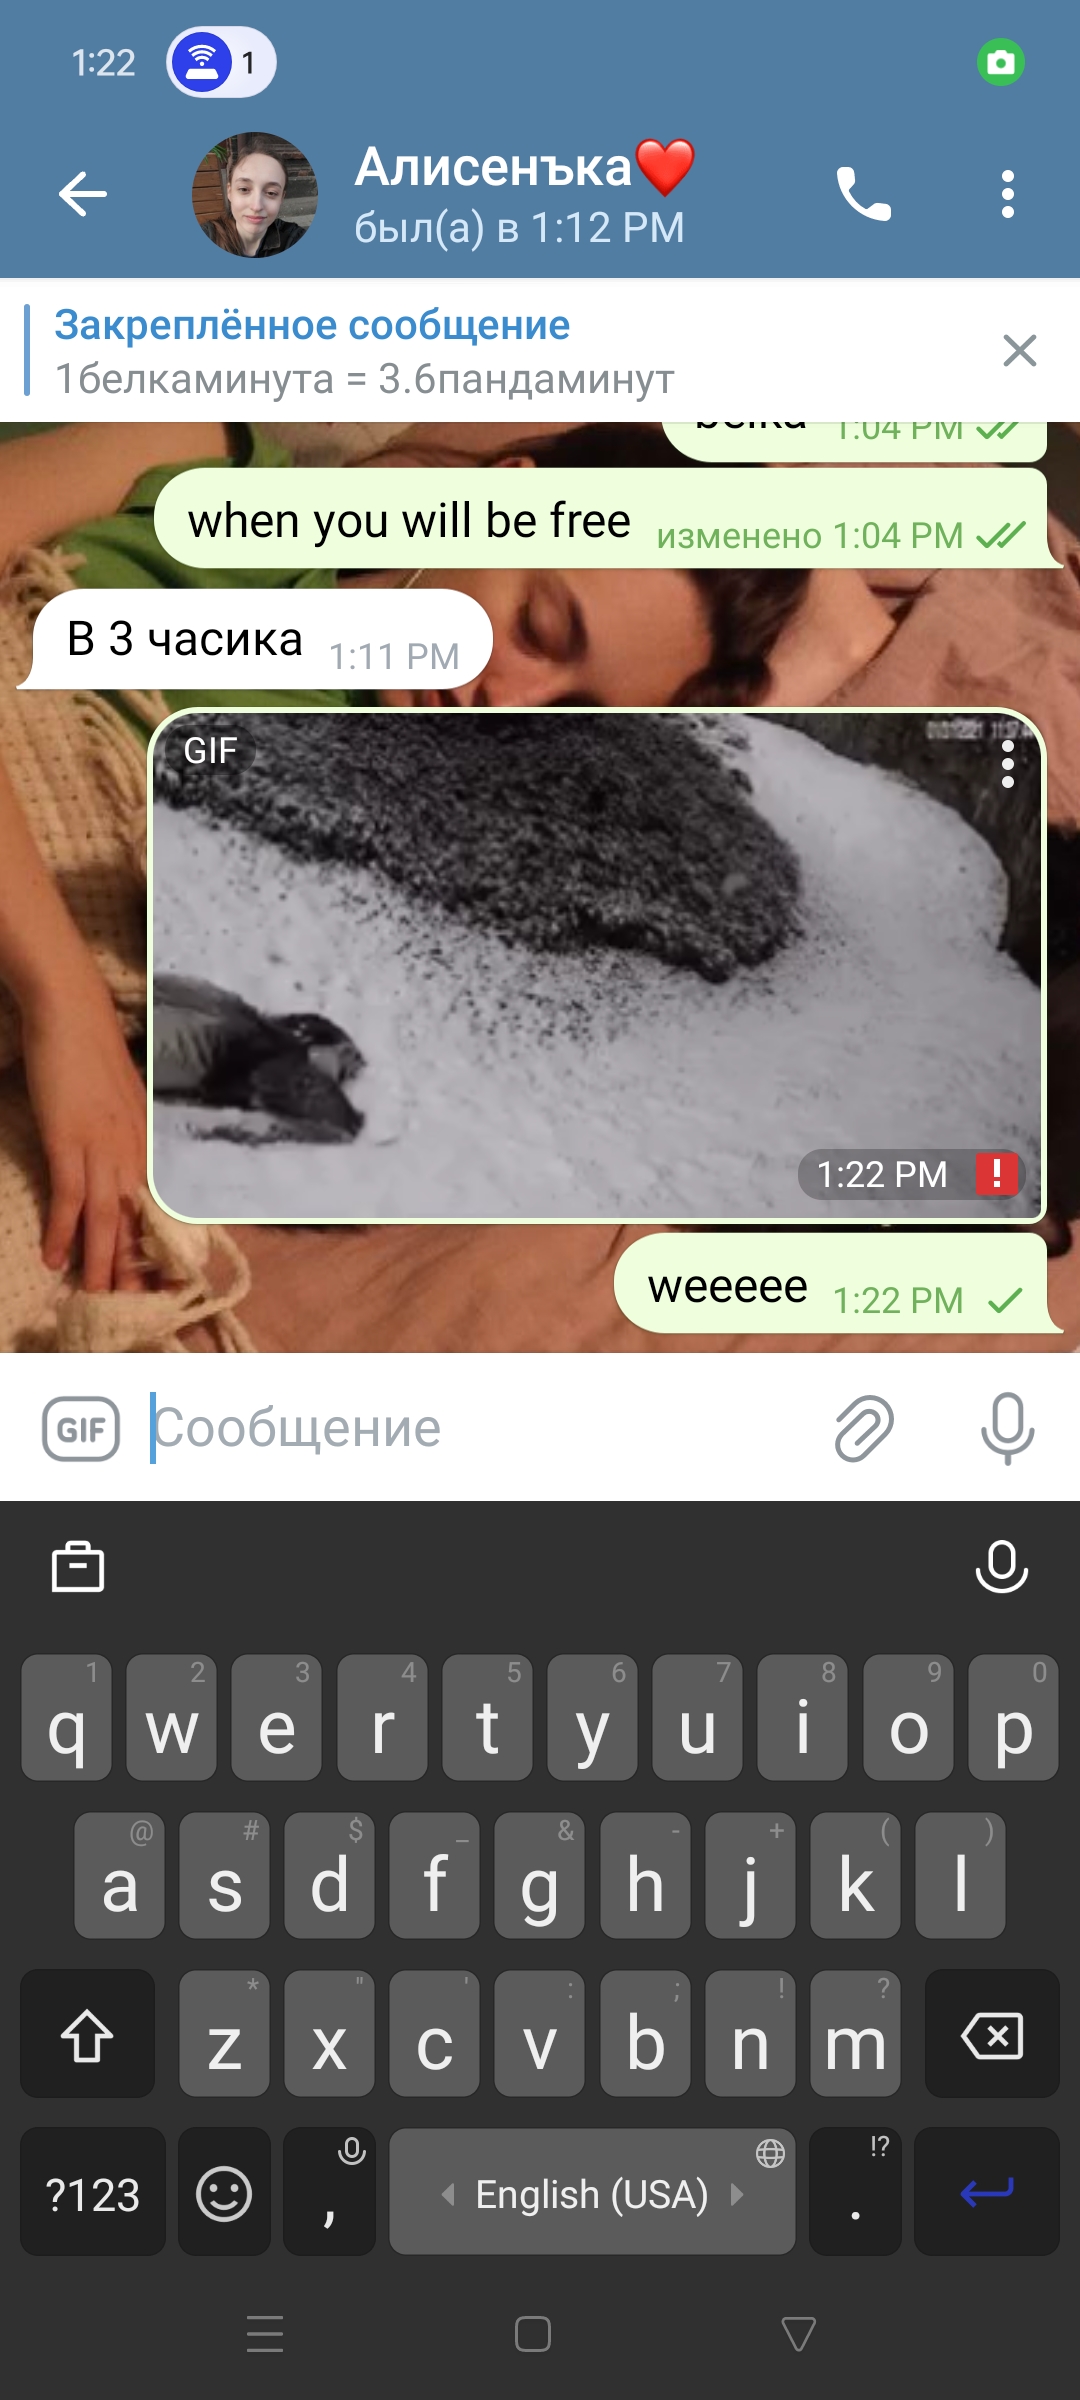 1:22
1
Алисенъка❤️
был(а) в 1:12 PM
Закреплённое сообщение
1белкаминута = 3.6пандаминут
1:04 PM
when you will be free изменено 1:04 PM
В 3 часика 1:11 PM
GIF
1:22 PM
weeeee 1:22 PM
GIF Сообщение
1 2 3 4 5 6 7 8 9 0
q w e r t y u i o p
@ # $ _ & - + ( )
a s d f g h j k l
* " ' : ; ! ?
z x c v b n m
!?
?123 , English (USA) .